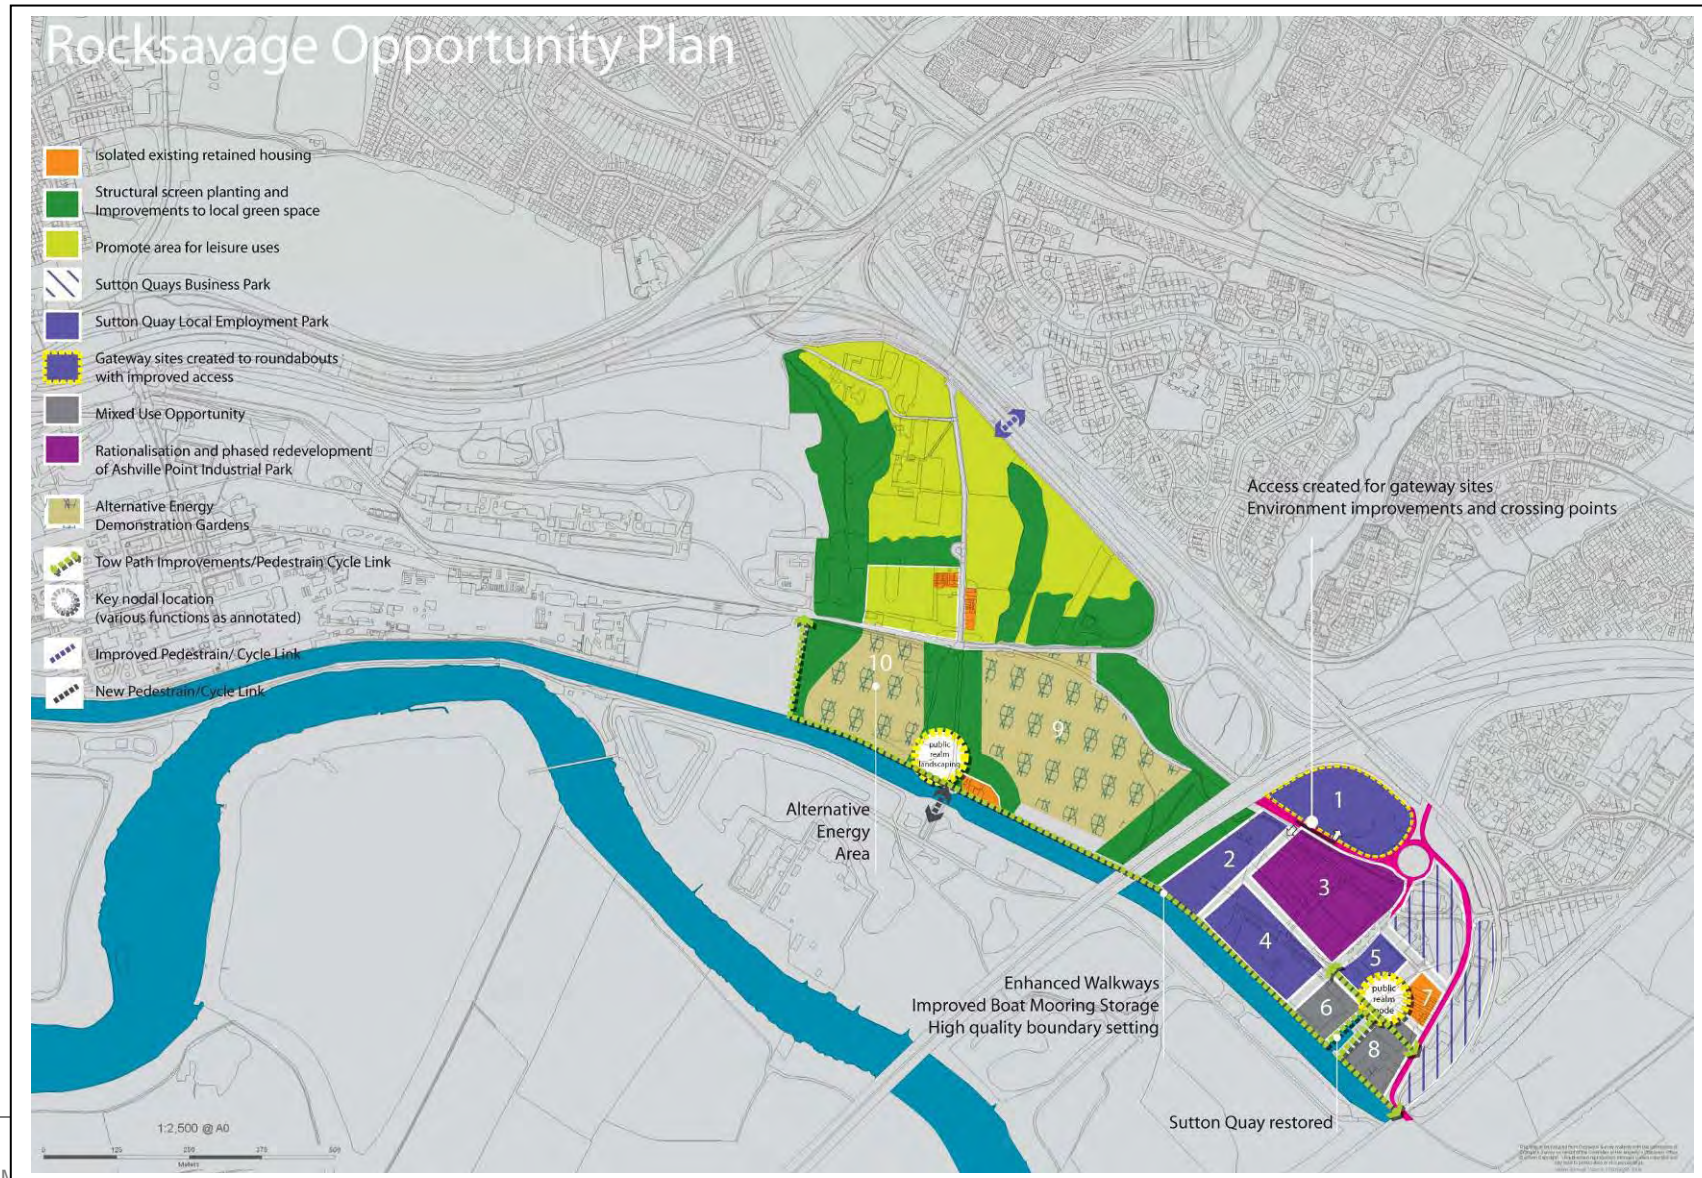 Rocksavage Opportunity Plan
Isolated existing retained housing
Structural screen planting and
Improvements to local green space
Promote area for leisure uses
Sutton Quays Business Park
Sutton Quay Local Employment Park
Gateway sites created to roundabouts
with improved access
Mixed Use Opportunity
Rationalisation and phased redevelopment
of Ashville Point Industrial Park
Alternative Energy
Demonstration Gardens
Tow Path Improvements/Pedestrain Cycle Link
Key nodal location
(various functions as annotated)
Improved Pedestrain/ Cycle Link
New Pedestrain/Cycle Link
Access created for gateway sites
Environment improvements and crossing points
10
9
public
realm
landscaping
Alternative
Energy
Area
1
2
3
4
5
6
7
8
public
realm
node
Enhanced Walkways
Improved Boat Mooring Storage
High quality boundary setting
Sutton Quay restored
1:2,500 @ A0
0 125 250 375 500
Meters